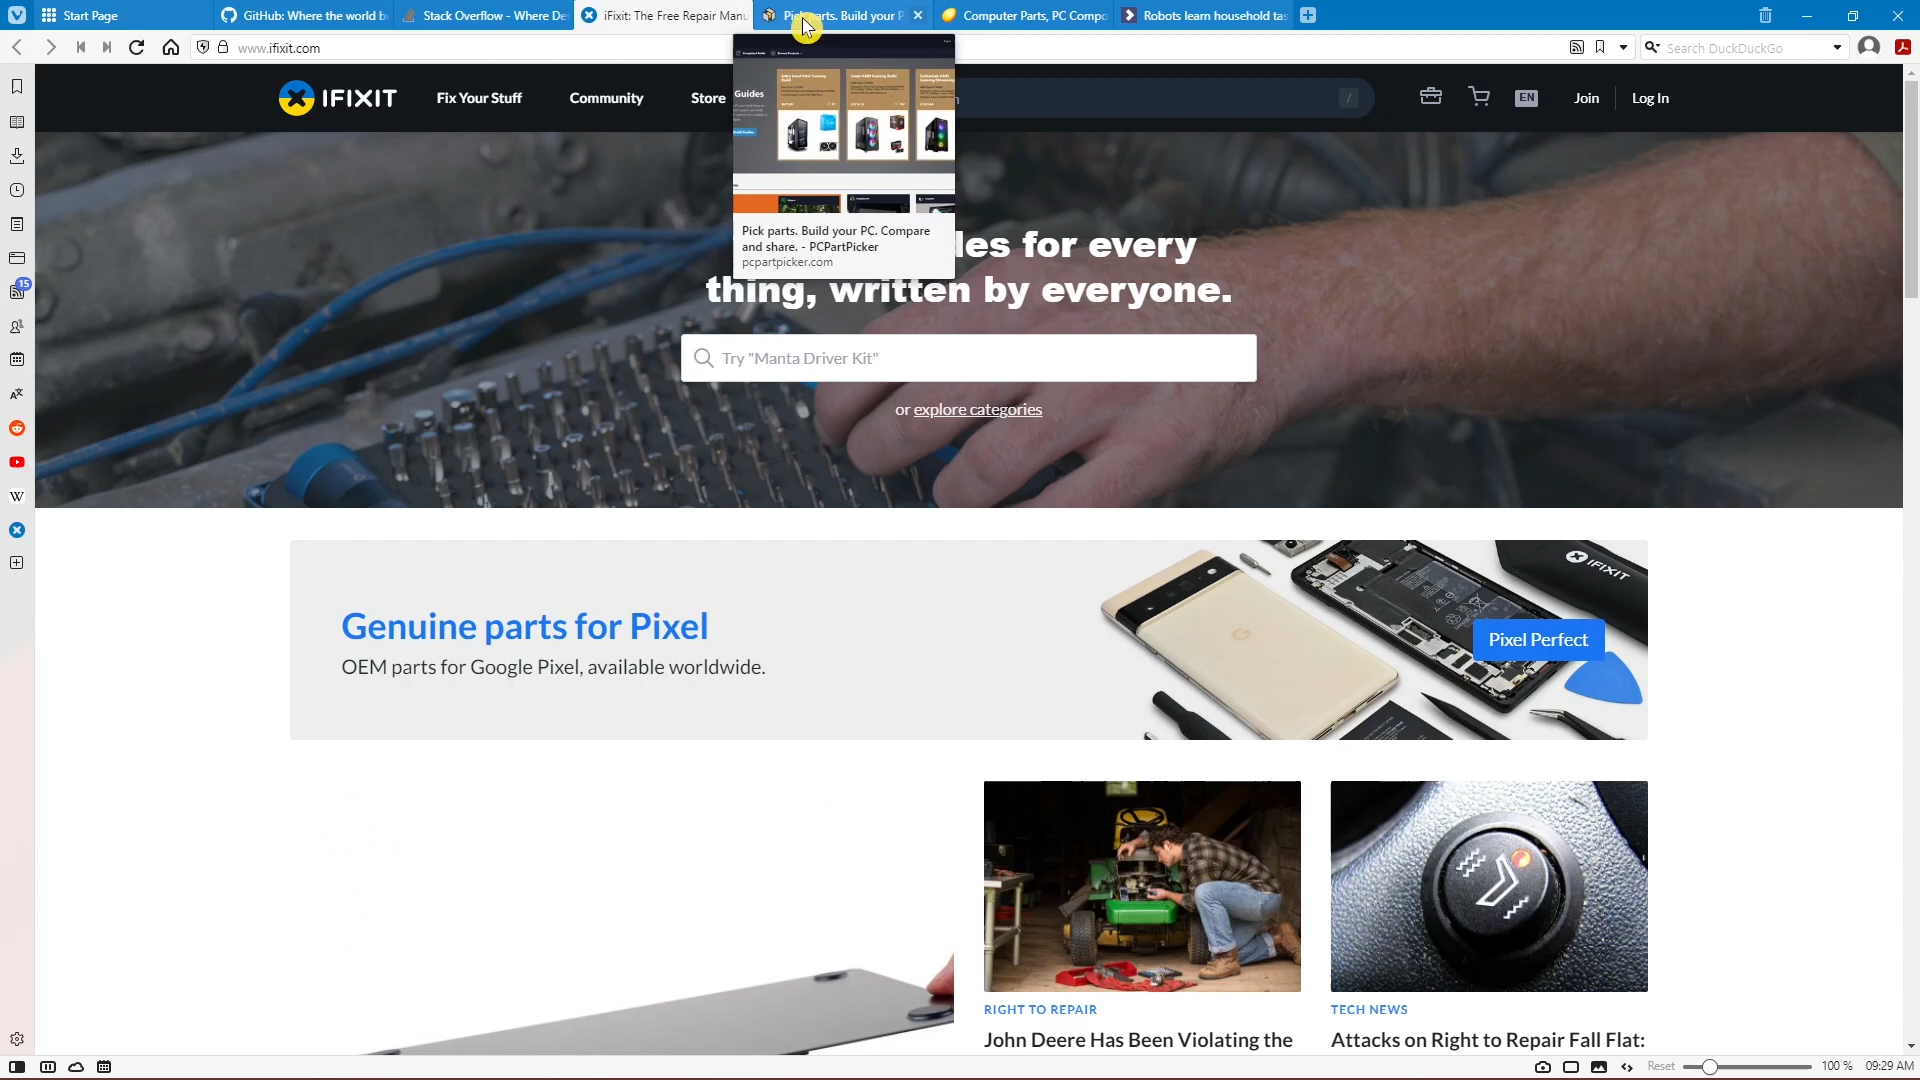 Start Page
GitHub: Where the world b
Stack Overflow - Where De
iFixit: The Free Repair Manu
Pick parts. Build your P
Computer Parts, PC Compo
Robots learn household tas
www.ifixit.com
Search DuckDuckGo
IFIXIT
Fix Your Stuff
Community
Store
/
EN
Join
Log In
Guides
Pick parts. Build your PC. Compare
and share. - PCPartPicker
pcpartpicker.com
15
les for every
thing, written by everyone.
Try "Manta Driver Kit"
or explore categories
IFIXIT
Genuine parts for Pixel
OEM parts for Google Pixel, available worldwide.
Pixel Perfect
RIGHT TO REPAIR
John Deere Has Been Violating the
TECH NEWS
Attacks on Right to Repair Fall Flat:
Reset
100 %
09:29 AM